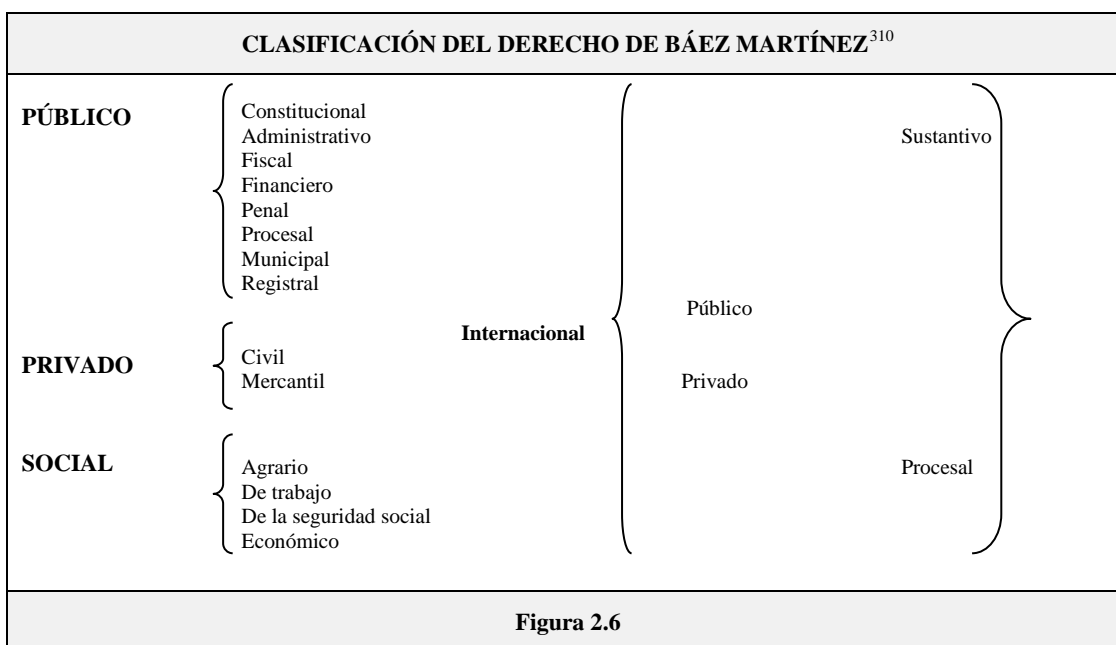 CLASIFICACIÓN DEL DERECHO DE BÁEZ MARTÍNEZ310
PÚBLICO
Constitucional
Administrativo
Fiscal
Financiero
Penal
Procesal
Municipal
Registral
PRIVADO
Civil
Mercantil
SOCIAL
Agrario
De trabajo
De la seguridad social
Económico
Internacional
Público
Privado
Sustantivo
Procesal
Figura 2.6